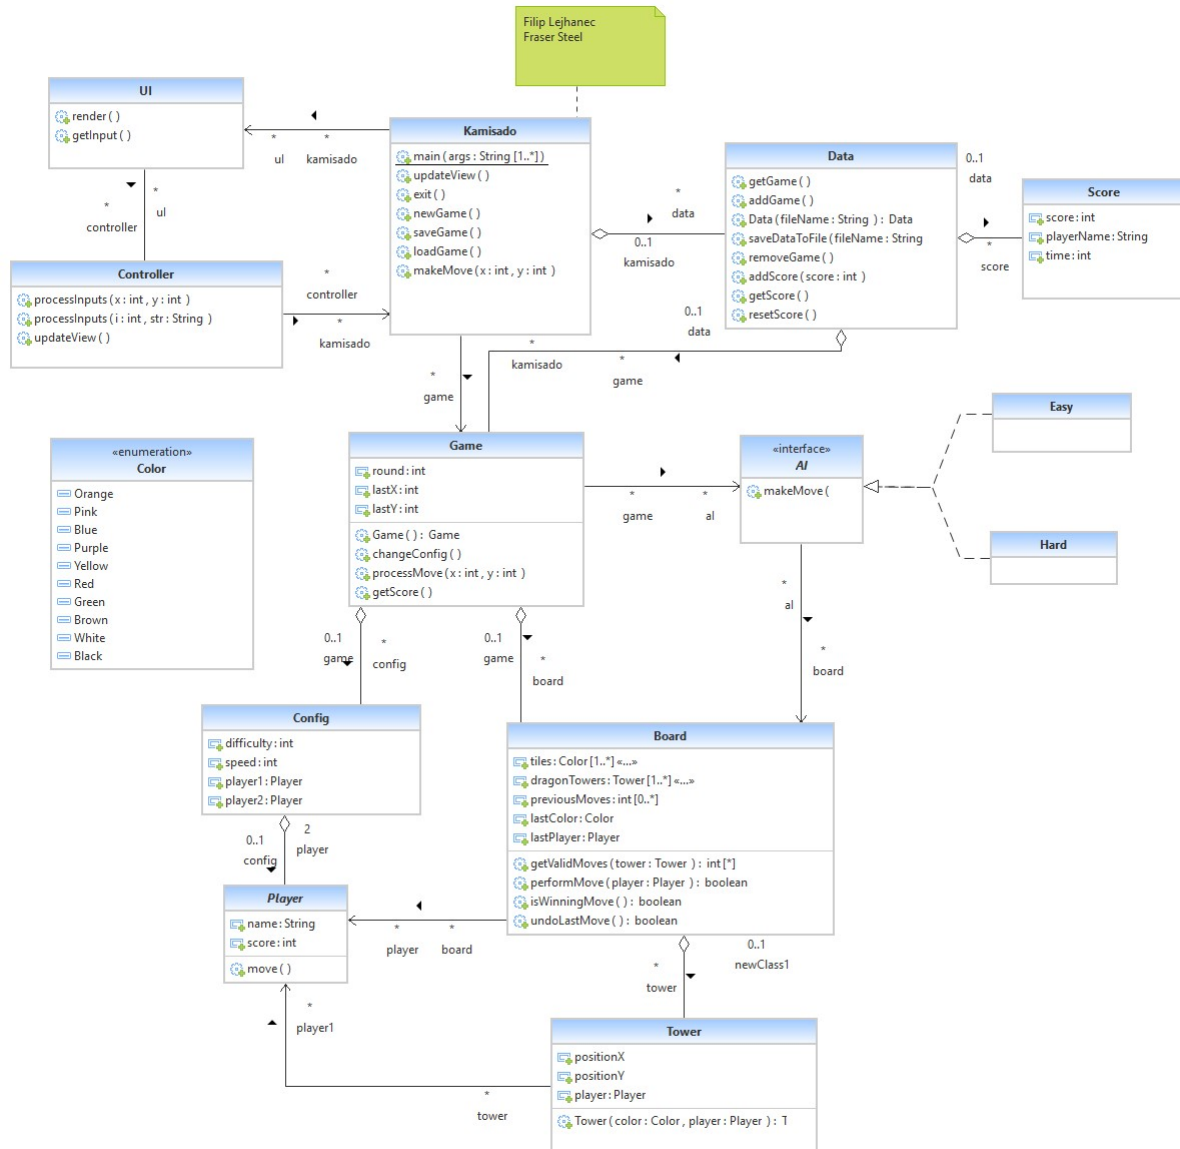 Filip Lejhanec
Fraser Steel
UI
render ( )
getInput ( )
* *
ul kamisado
* *
controller ul
Kamisado
main ( args : String [1..*] )
updateView ( )
exit ( )
newGame ( )
saveGame ( )
loadGame ( )
makeMove ( x : int , y : int )
* data
0..1
kamisado
Data
getGame ( )
addGame ( )
Data ( fileName : String ) : Data
saveDataToFile ( fileName : String
removeGame ( )
addScore ( score : int )
getScore ( )
resetScore ( )
0..1
data
* score
Score
score : int
playerName : String
time : int
Controller
processInputs ( x : int , y : int )
processInputs ( i : int , str : String )
updateView ( )
* controller
* kamisado
0..1
data
* kamisado
* game
* game
«enumeration»
Color
Orange
Pink
Blue
Purple
Yellow
Red
Green
Brown
White
Black
Game
round : int
lastX : int
lastY : int
Game ( ) : Game
changeConfig ( )
processMove ( x : int , y : int )
getScore ( )
* *
game al
«interface»
AI
makeMove (
Easy
Hard
* al
* board
0..1 *
game config
0..1 *
game board
Config
difficulty : int
speed : int
player1 : Player
player2 : Player
0..1 2
config player
Board
tiles : Color [1..*] «...»
dragonTowers : Tower [1..*] «...»
previousMoves : int [0..*]
lastColor : Color
lastPlayer : Player
getValidMoves ( tower : Tower ) : int [*]
performMove ( player : Player ) : boolean
isWinningMove ( ) : boolean
undoLastMove ( ) : boolean
Player
name : String
score : int
move ( )
* *
player board
0..1
newClass1
* tower
* player1
* tower
Tower
positionX
positionY
player : Player
Tower ( color : Color , player : Player ) : T